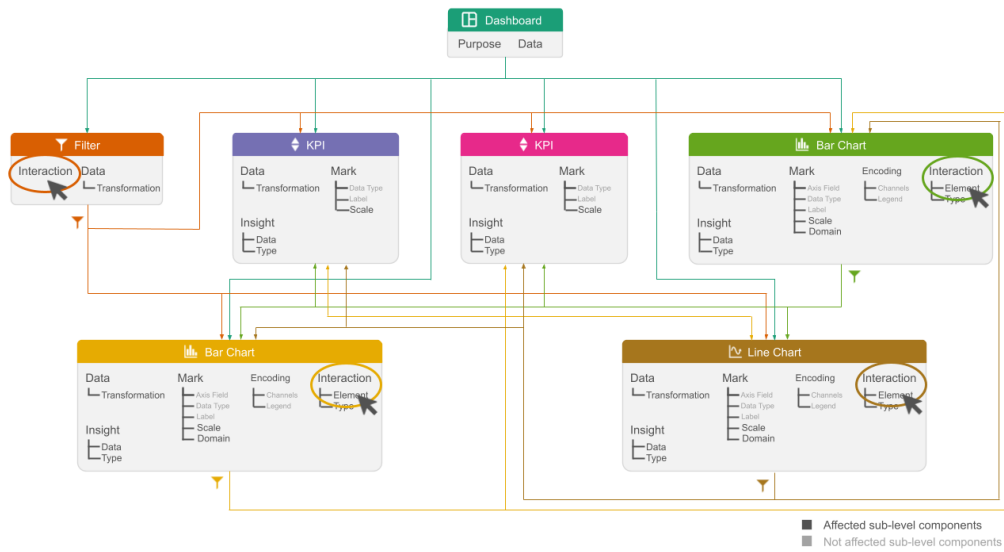 Dashboard
Purpose Data
Filter
Interaction Data
Transformation
KPI
Data Mark
Transformation Data Type
Label
Scale
Insight
Data
Type
KPI
Data Mark
Transformation Data Type
Label
Scale
Insight
Data
Type
Bar Chart
Data Mark Encoding Interaction
Transformation Axis Field Channels Element
Data Type Legend Type
Label
Insight Scale
Data Domain
Type
Bar Chart
Data Mark Encoding Interaction
Transformation Axis Field Channels Element
Data Type Legend Type
Label
Insight Scale
Data Domain
Type
Line Chart
Data Mark Encoding Interaction
Transformation Axis Field Channels Element
Data Type Legend Type
Label
Insight Scale
Data Domain
Type
Affected sub-level components
Not affected sub-level components